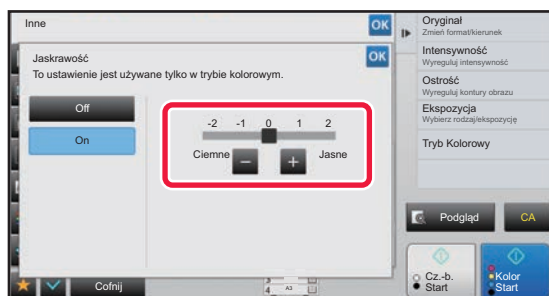 Inne
OK
Jaskrawość
To ustawienie jest używane tylko w trybie kolorowym.
OK
Off
On
-2 -1 0 1 2
Ciemne
Jasne
Cofnij
3
4
A3
Oryginał
Zmień format/kierunek
Intensywność
Wyreguluj intensywność
Ostrość
Wyreguluj kontury obrazu
Ekspozycja
Wybierz rodzaj/ekspozycję
Tryb Kolorowy
Podgląd
CA
Cz.-b.
Start
Kolor
Start